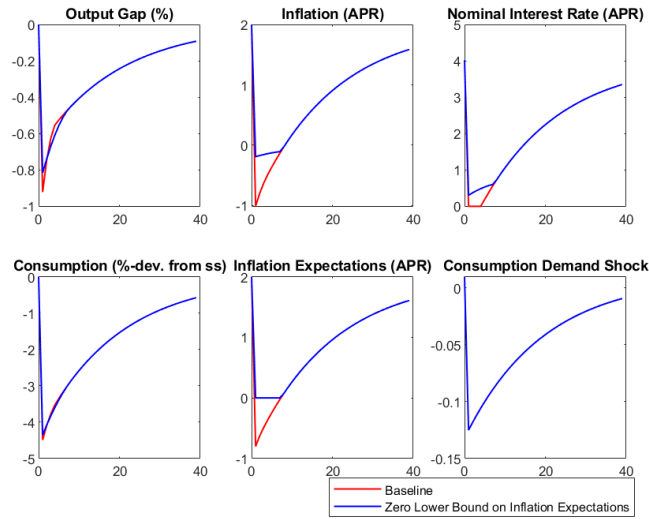 Output Gap (%)
Inflation (APR)
Nominal Interest Rate (APR)
0
-0.2
-0.4
-0.6
-0.8
-1
0 20 40
2
1
0
-1
0 20 40
5
4
3
2
1
0
0 20 40
Consumption (%-dev. from ss)
Inflation Expectations (APR)
Consumption Demand Shock
0
-1
-2
-3
-4
-5
0 20 40
2
1
0
-1
0 20 40
0
-0.05
-0.1
-0.15
0 20 40
Baseline
Zero Lower Bound on Inflation Expectations